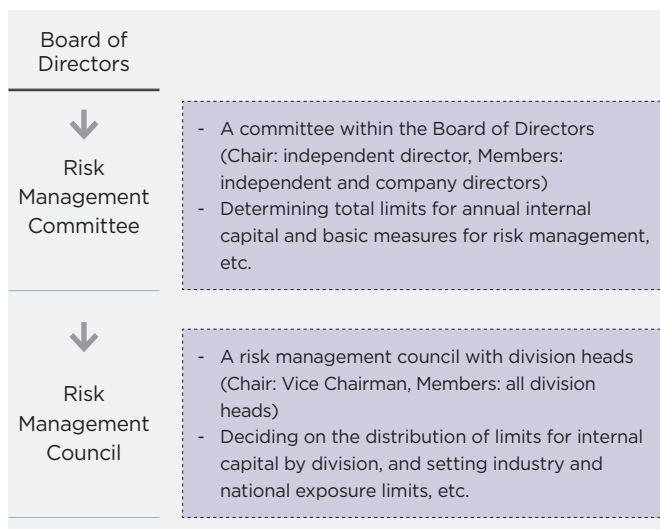 Board of
Directors
Risk
Management
Committee
- A committee within the Board of Directors
(Chair: independent director, Members:
independent and company directors)
- Determining total limits for annual internal
capital and basic measures for risk management,
etc.
Risk
Management
Council
- A risk management council with division heads
(Chair: Vice Chairman, Members: all division
heads)
- Deciding on the distribution of limits for internal
capital by division, and setting industry and
national exposure limits, etc.